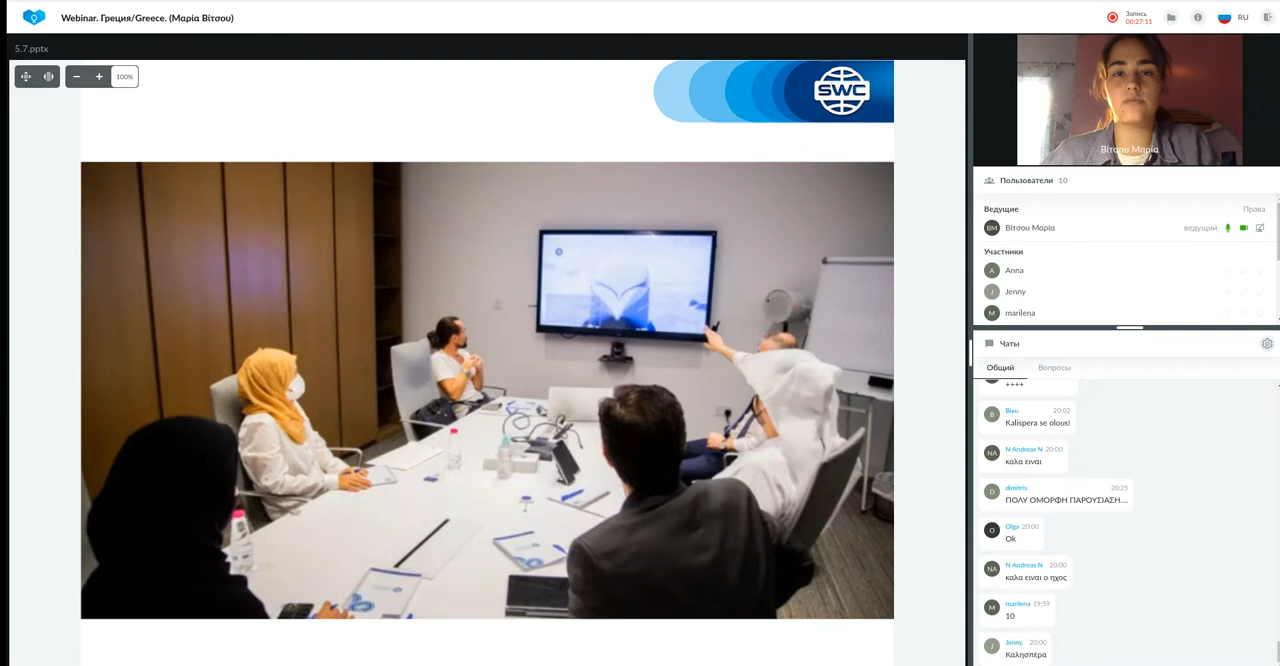 Webinar. Греция/Greece. (Μαρία Βίτσου)
Запись
00:27:11
RU
5.7.pptx
100%
SWC
Βίτσου Μαρία
Пользователи 10
Ведущие
Права
ΒΜ
Βίτσου Μαρία
ведущий
Участники
A
Anna
J
Jenny
M
marilena
Чаты
Общий
Вопросы
++++
B
Bixu 20:02
Kalispera se olous!
NA
N Andreas N 20:00
καλα ειναι
D
dimitris 20:25
ΠΟΛΥ ΟΜΟΡΦΗ ΠΑΡΟΥΣΙΑΣΗ....
O
Olga 20:00
Ok
NA
N Andreas N 20:00
καλα ειναι ο ηχος
M
marilena 19:59
10
J
Jenny 20:00
Καλησπέρα